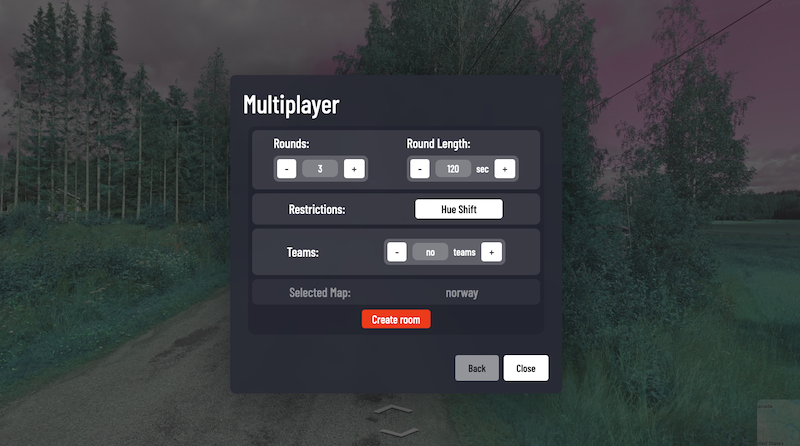 Multiplayer
Rounds: Round Length:
- 3 + - 120 sec +
Restrictions: Hue Shift
Teams: - no teams +
Selected Map: norway
Create room
Back Close